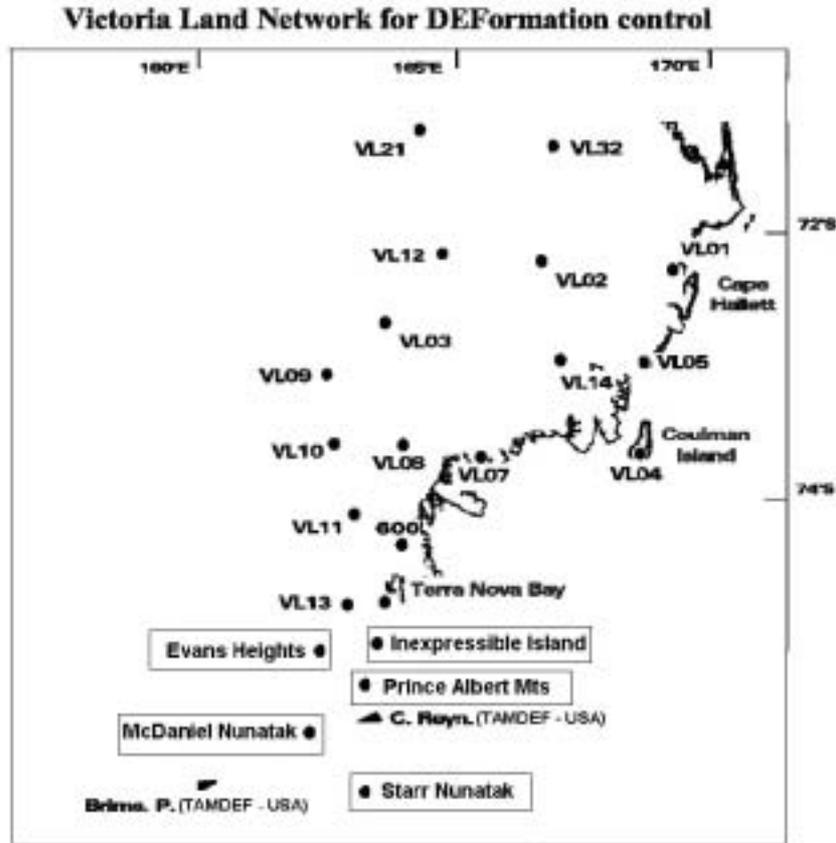 Victoria Land Network for DEFormation control
160°E
165°E
170°E
VL21
VL32
72°S
VL01
VL12
VL02
Cape
Hallett
VL03
VL09
VL14
VL05
VL10
VL08
VL07
Coulman
Island
VL04
74°S
VL11
600
Terra Nova Bay
VL13
Evans Heights
Inexpressible Island
Prince Albert Mts
C. Reyn. (TAMDEF - USA)
McDaniel Nunatak
Starr Nunatak
Brime. P. (TAMDEF - USA)